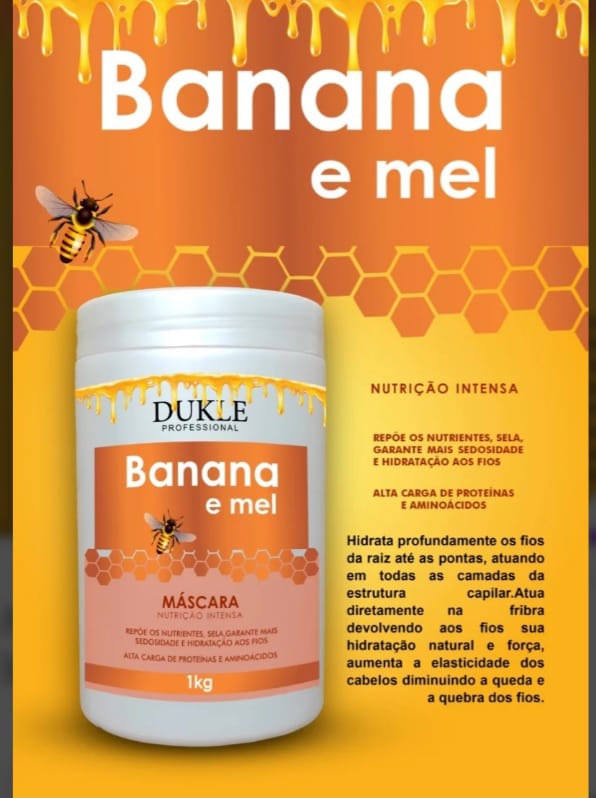 Banana
e mel
NUTRIÇÃO INTENSA
REPÕE OS NUTRIENTES, SELA,
GARANTE MAIS SEDOSIDADE
E HIDRATAÇÃO AOS FIOS
ALTA CARGA DE PROTEÍNAS
E AMINOÁCIDOS
Hidrata profundamente os fios
da raiz até as pontas, atuando
em todas as camadas da
estrutura capilar.Atua
diretamente na fribra
devolvendo aos fios sua
hidratação natural e força,
aumenta a elasticidade dos
cabelos diminuindo a queda e
a quebra dos fios.
DUKLE
PROFESSIONAL
Banana
e mel
MÁSCARA
NUTRIÇÃO INTENSA
REPÕE OS NUTRIENTES, SELA,GARANTE MAIS
SEDOSIDADE E HIDRATAÇÃO AOS FIOS
ALTA CARGA DE PROTEÍNAS E AMINOÁCIDOS
1kg